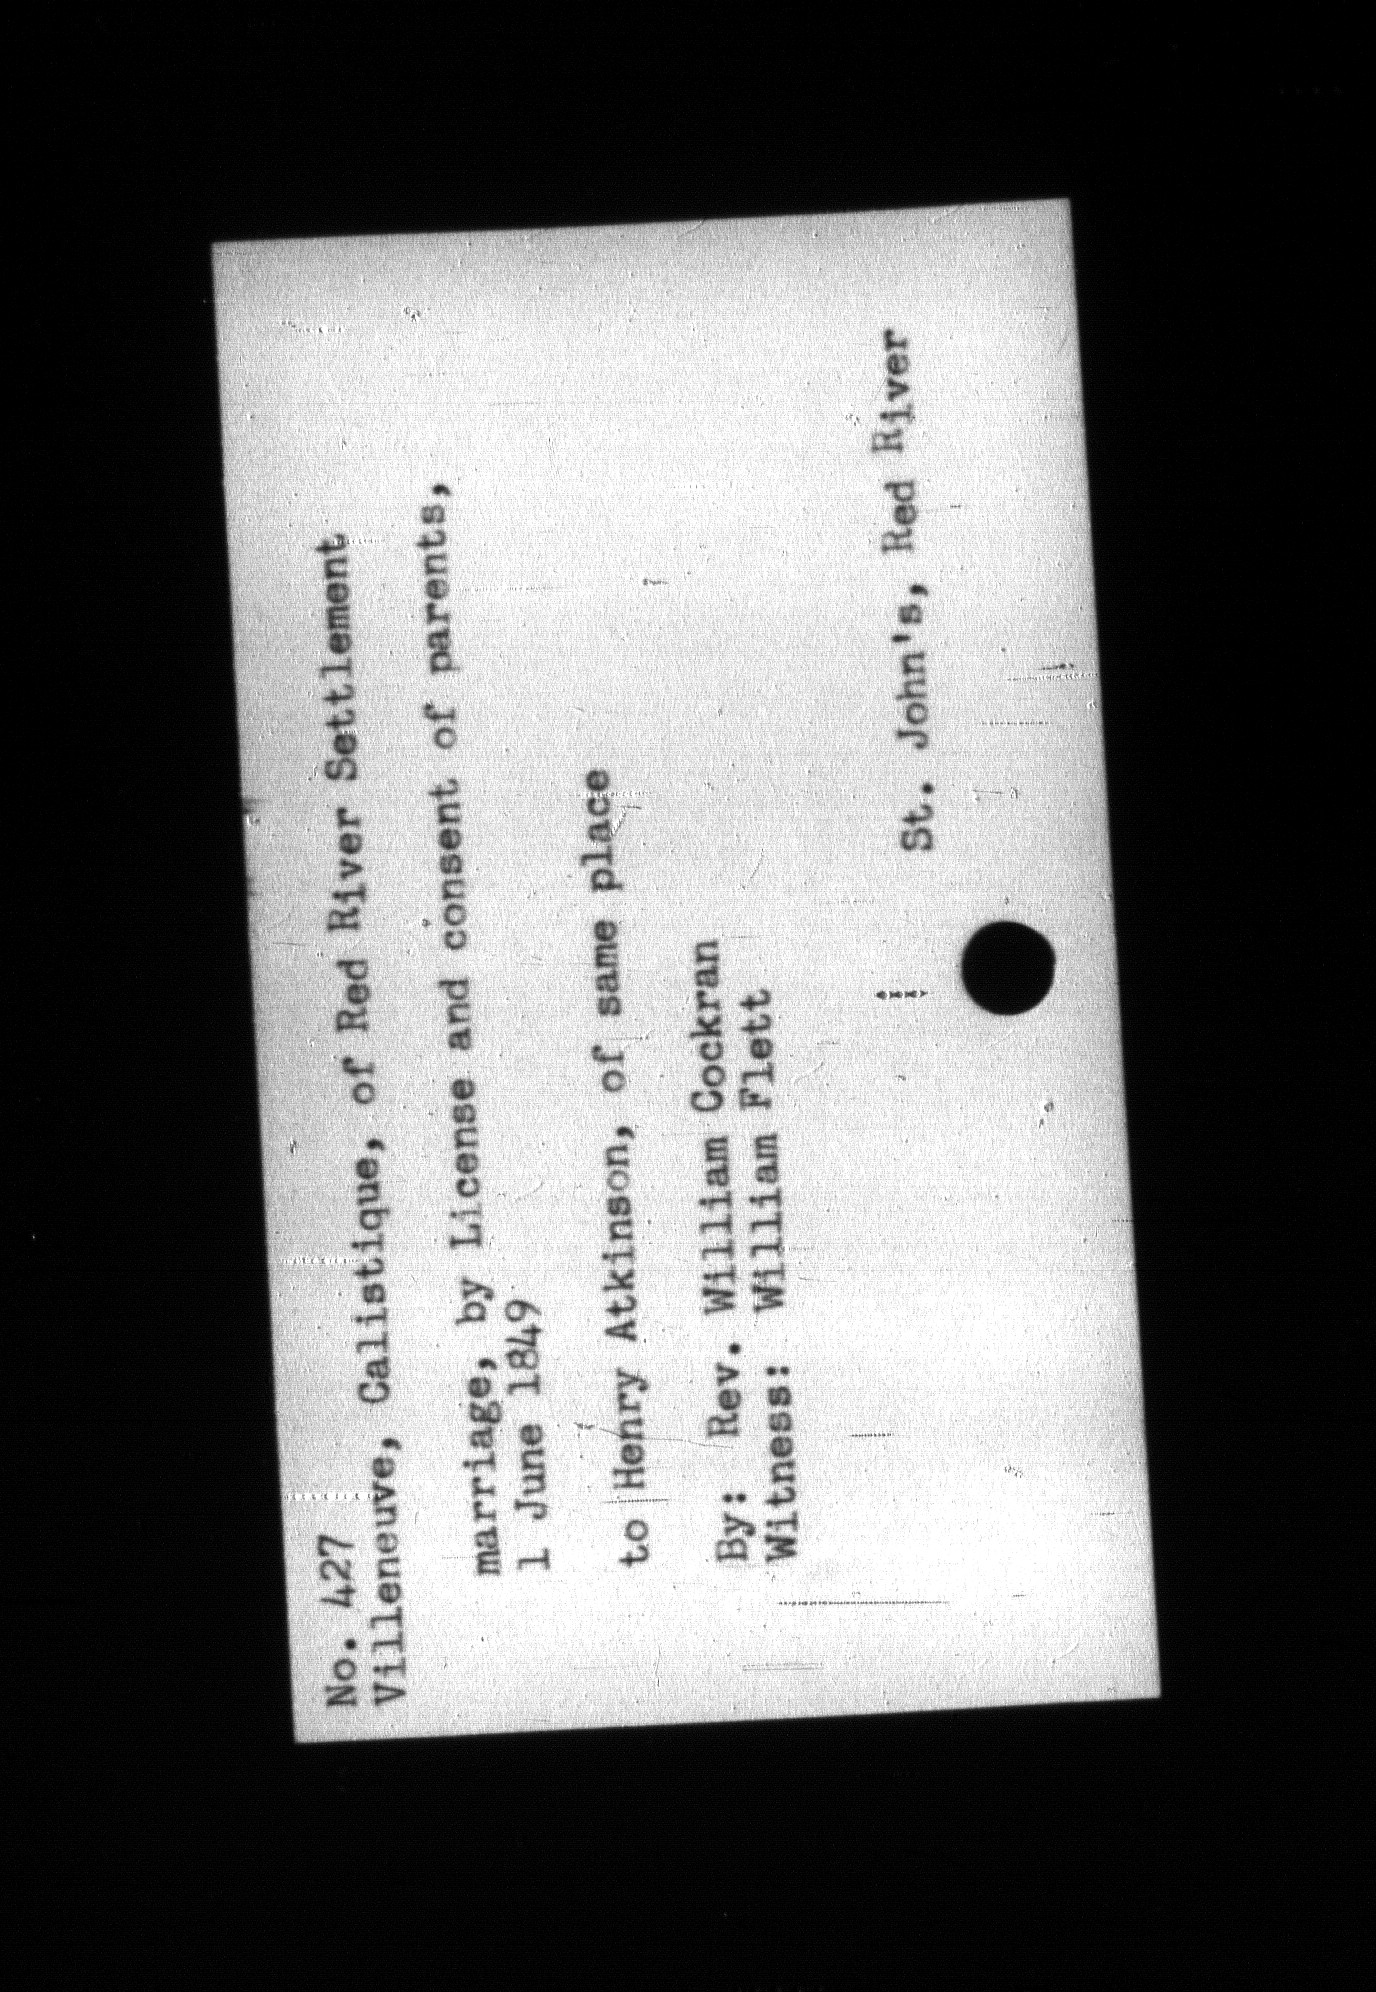 No. 427
Villeneuve, Calistique, of Red River Settlement
marriage, by License and consent of parents,
1 June 1849
to Henry Atkinson, of same place
By: Rev. William Cockran
Witness: William Flett
St. John's, Red River